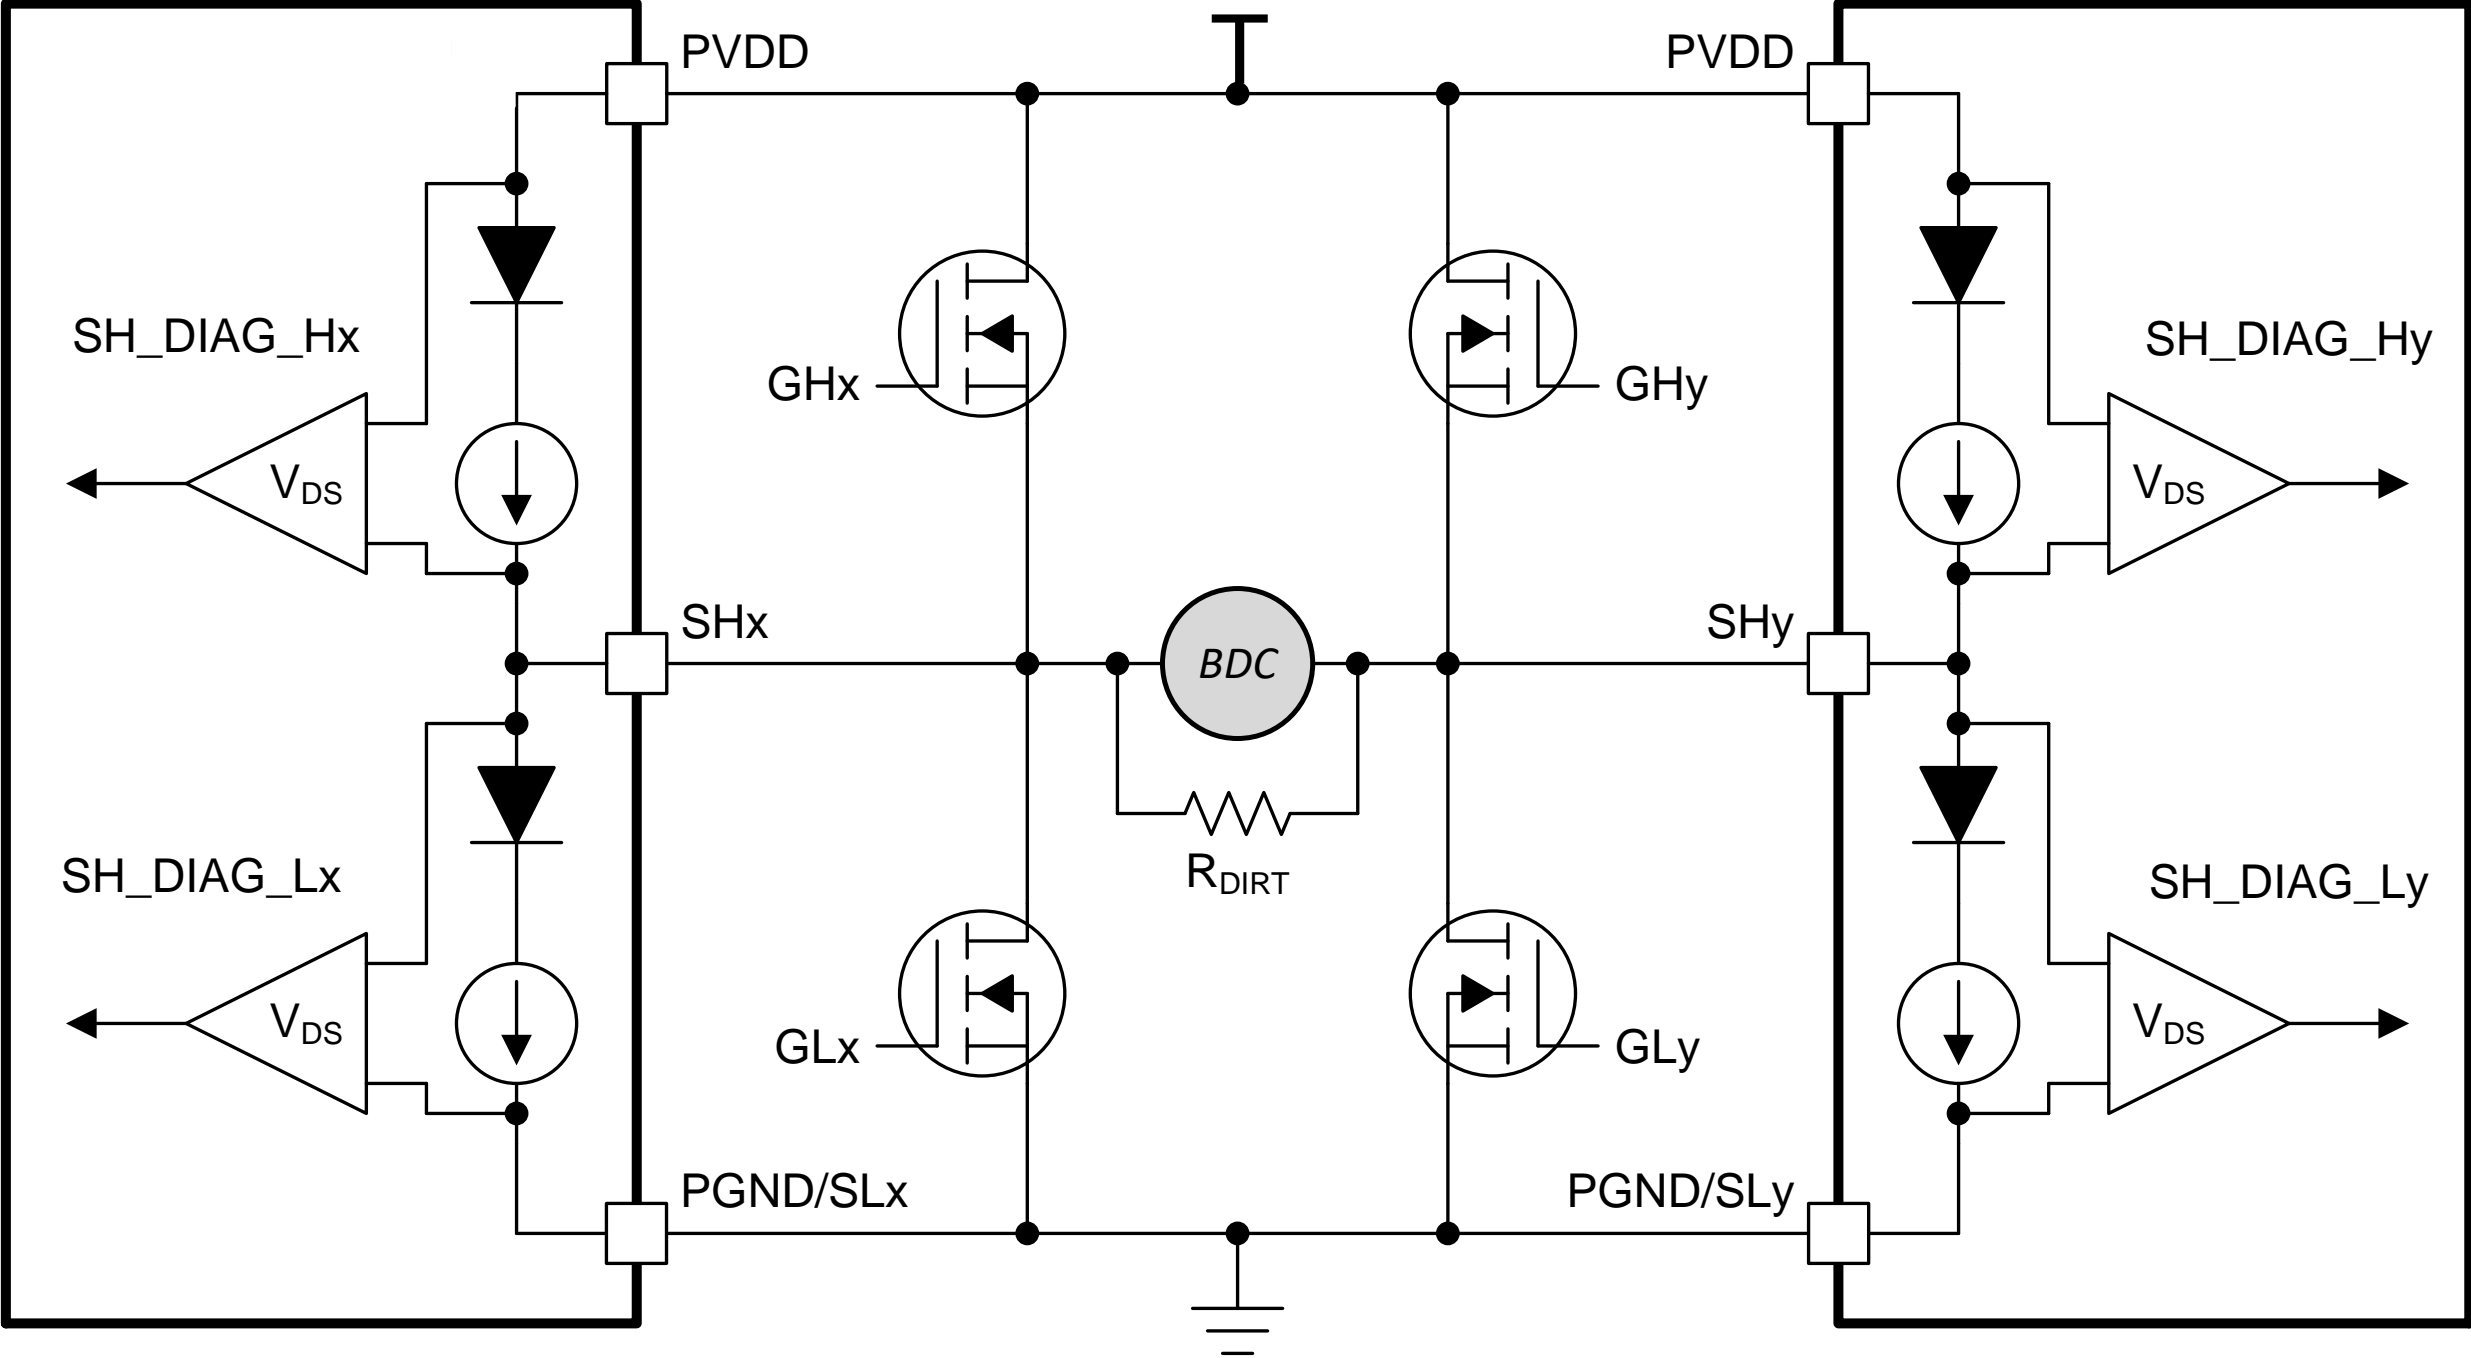 PVDD
PVDD
SH_DIAG_Hx
SH_DIAG_Hy
GHx
GHy
VDS
VDS
SHx
SHy
BDC
RDIRT
SH_DIAG_Lx
SH_DIAG_Ly
VDS
VDS
GLx
GLy
PGND/SLx
PGND/SLy